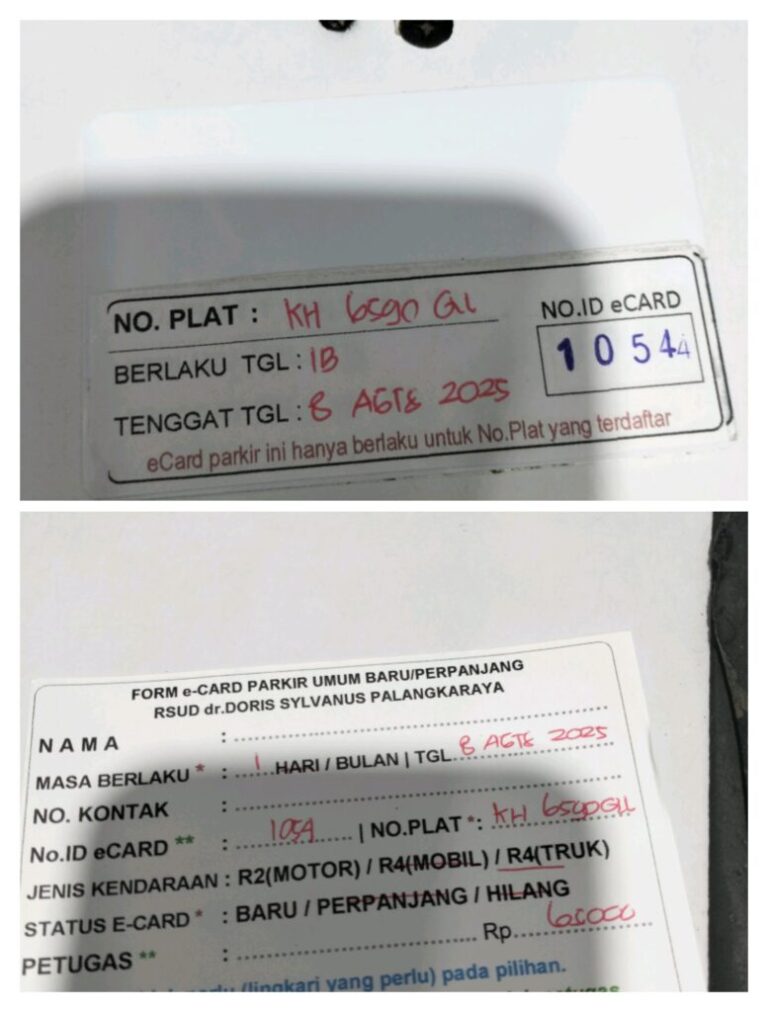 NO. PLAT : KH 6590 GU
NO.ID eCARD
BERLAKU TGL : 1B
10544
TENGGAT TGL : 8 AGTS 2025
eCard parkir ini hanya berlaku untuk No.Plat yang terdaftar
FORM e-CARD PARKIR UMUM BARU/PERPANJANG
RSUD dr.DORIS SYLVANUS PALANGKARAYA
N A M A : 
MASA BERLAKU * : 1 HARI / BULAN | TGL 8 AGTS 2025
NO. KONTAK :
No.ID eCARD ** : 1054 | NO.PLAT *: KH 6590 GU
JENIS KENDARAAN : R2(MOTOR) / R4(MOBIL) / R4(TRUK)
STATUS E-CARD * : BARU / PERPANJANG / HILANG
PETUGAS ** : Rp 65000
(lingkari yang perlu) pada pilihan.